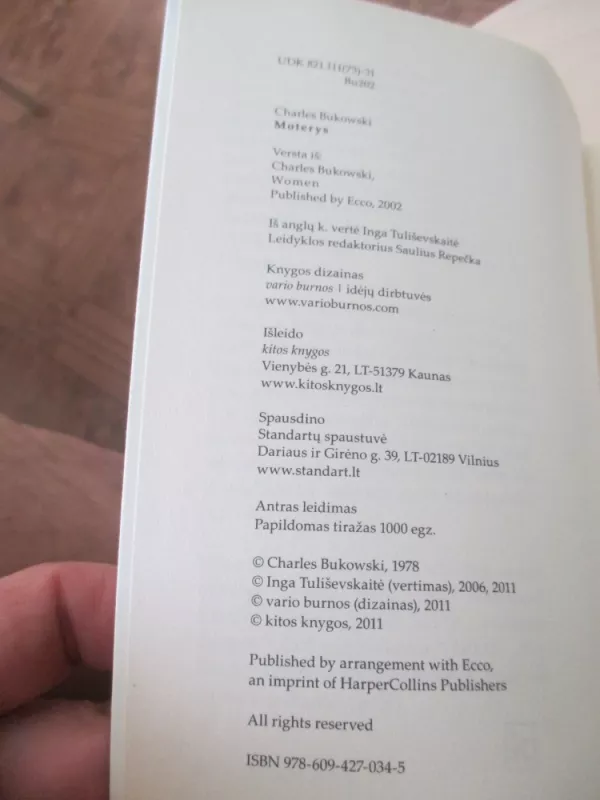 UDK 821.111(73)-31
Bu202
Charles Bukowski
Moterys
Versta iš:
Charles Bukowski,
Women
Published by Ecco, 2002
Iš anglų k. vertė Inga Tuliševskaitė
Leidyklos redaktorius Saulius Repečka
Knygos dizainas
vario burnos | idėjų dirbtuvės
www.varioburnos.com
Išleido
kitos knygos
Vienybės g. 21, LT-51379 Kaunas
www.kitosknygos.lt
Spausdino
Standartų spaustuvė
Dariaus ir Girėno g. 39, LT-02189 Vilnius
www.standart.lt
Antras leidimas
Papildomas tiražas 1000 egz.
© Charles Bukowski, 1978
© Inga Tuliševskaitė (vertimas), 2006, 2011
© vario burnos (dizainas), 2011
© kitos knygos, 2011
Published by arrangement with Ecco,
an imprint of HarperCollins Publishers
All rights reserved
ISBN 978-609-427-034-5